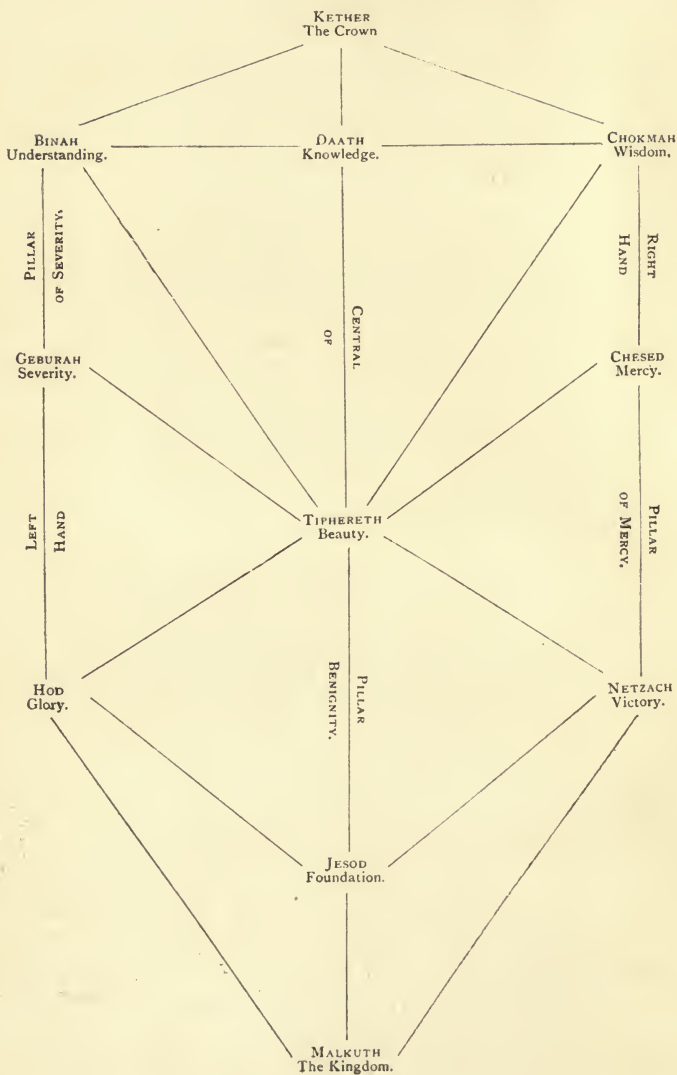 KETHER
The Crown
BINAH
Understanding.
DAATH
Knowledge.
CHOKMAH
Wisdom,
PILLAR
OF SEVERITY.
CENTRAL
OF
RIGHT
HAND
GEBURAH
Severity.
CHESED
Mercy.
LEFT
HAND
TIPHERETH
Beauty.
PILLAR
OF MERCY.
HOD
Glory.
PILLAR
BENIGNITY.
NETZACH
Victory.
JESOD
Foundation.
MALKUTH
The Kingdom.